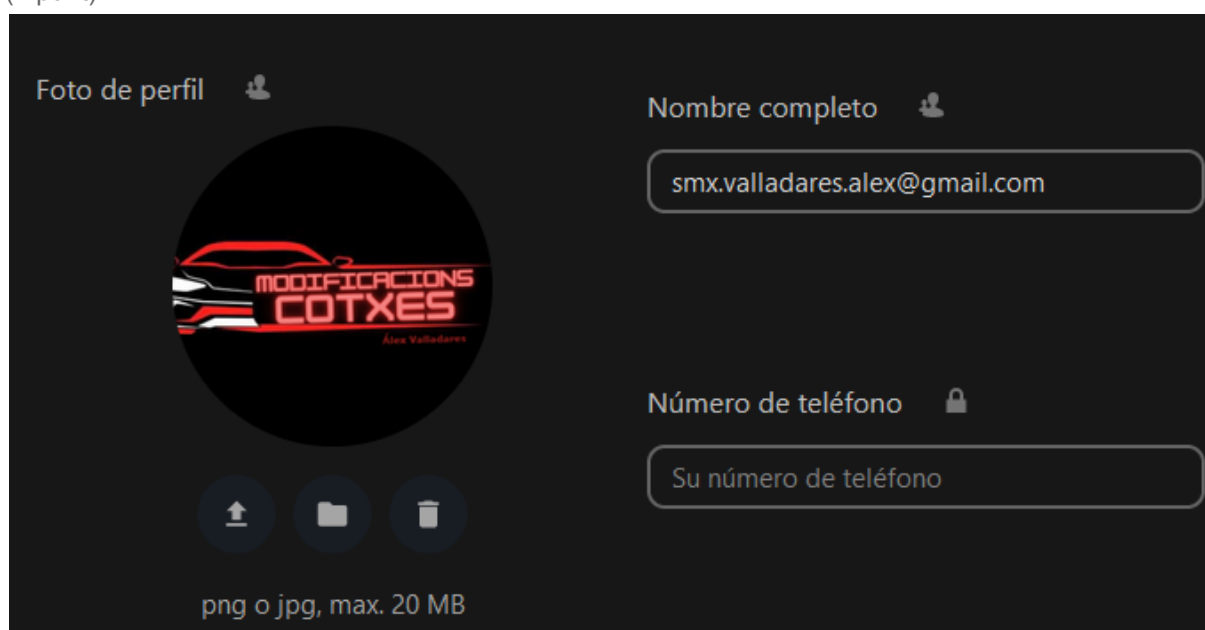 Foto de perfil
MODIFICACIONS
COTXES
Álex Valladares
png o jpg, max. 20 MB
Nombre completo
smx.valladares.alex@gmail.com
Número de teléfono
Su número de teléfono